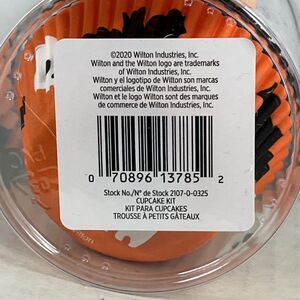 ©2020 Wilton Industries, Inc.
Wilton and the Wilton logo are trademarks
of Wilton Industries, Inc.
Wilton y el logotipo de Wilton son marcas
comerciales de Wilton Industries, Inc.
Wilton et le logo Wilton sont des marques
de commerce de Wilton Industries, Inc.
0 70896 13785 2
Stock No./N° de Stock 2107-0-0325
CUPCAKE KIT
KIT PARA CUPCAKES
TROUSSE À PETITS GÂTEAUX